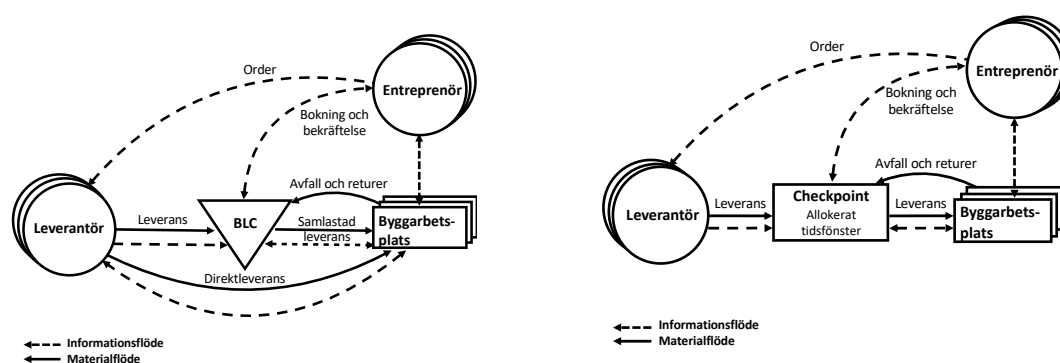 Order
Entreprenör
Bokning och
bekräftelse
Avfall och returer
Leverantör
Leverans
BLC
Samlastad
leverans
Byggarbets-
plats
Direktleverans
Informationsflöde
Materialflöde
Order
Entreprenör
Bokning och
bekräftelse
Avfall och returer
Leverantör
Leverans
Checkpoint
Allokerat
tidsfönster
Leverans
Byggarbets-
plats
Informationsflöde
Materialflöde